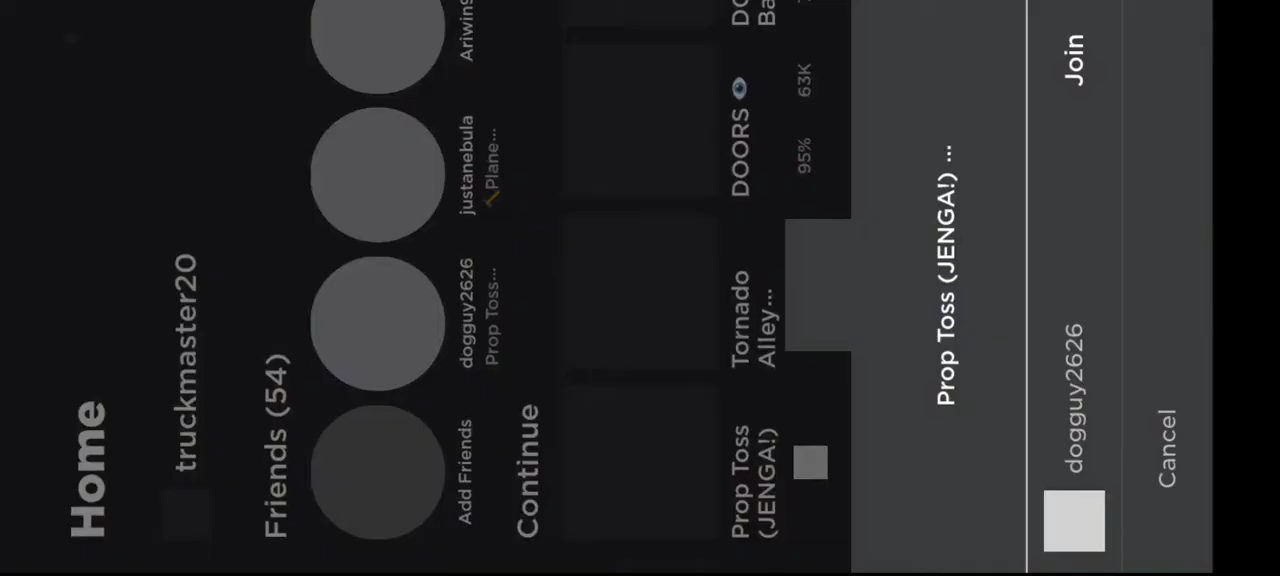 Home
truckmaster20
Friends (54)
Add Friends
dogguy2626
Prop Toss...
justanebula
Plane...
Continue
Prop Toss
(JENGA!)
Tornado
Alley...
DOORS 👁
95% 63K
Prop Toss (JENGA!) ...
dogguy2626 Join
Cancel